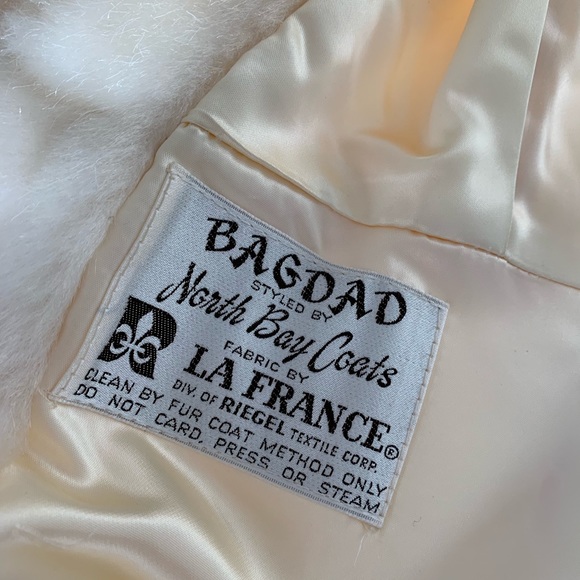 BAGDAD
STYLED BY
North Bay Coats
FABRIC BY
LA FRANCE®
DIV. OF RIEGEL TEXTILE CORP.
CLEAN BY FUR COAT METHOD ONLY
DO NOT CARD, PRESS OR STEAM